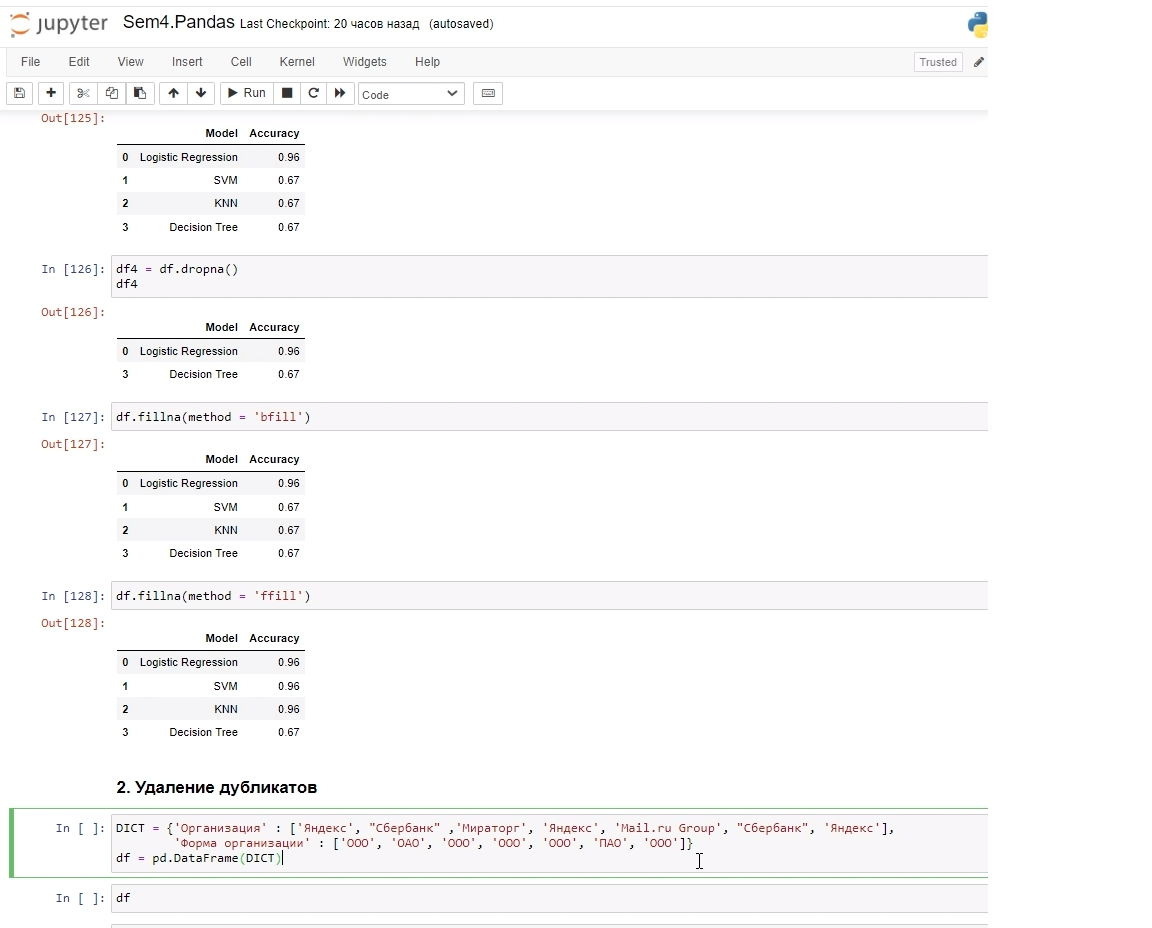 jupyter Sem4.Pandas Last Checkpoint: 20 часов назад (autosaved)
File Edit View Insert Cell Kernel Widgets Help Trusted
Run Code
Out[125]:
Model Accuracy
0 Logistic Regression 0.96
1 SVM 0.67
2 KNN 0.67
3 Decision Tree 0.67
In [126]: df4 = df.dropna()
df4
Out[126]:
Model Accuracy
0 Logistic Regression 0.96
3 Decision Tree 0.67
In [127]: df.fillna(method = 'bfill')
Out[127]:
Model Accuracy
0 Logistic Regression 0.96
1 SVM 0.67
2 KNN 0.67
3 Decision Tree 0.67
In [128]: df.fillna(method = 'ffill')
Out[128]:
Model Accuracy
0 Logistic Regression 0.96
1 SVM 0.96
2 KNN 0.96
3 Decision Tree 0.67
2. Удаление дубликатов
In [ ]: DICT = {'Организация' : ['Яндекс', "Сбербанк" ,'Мираторг', 'Яндекс', 'Mail.ru Group', "Сбербанк", 'Яндекс'],
'Форма организации' : ['ООО', 'ОАО', 'ООО', 'ООО', 'ООО', 'ПАО', 'ООО']}
df = pd.DataFrame(DICT)
In [ ]: df